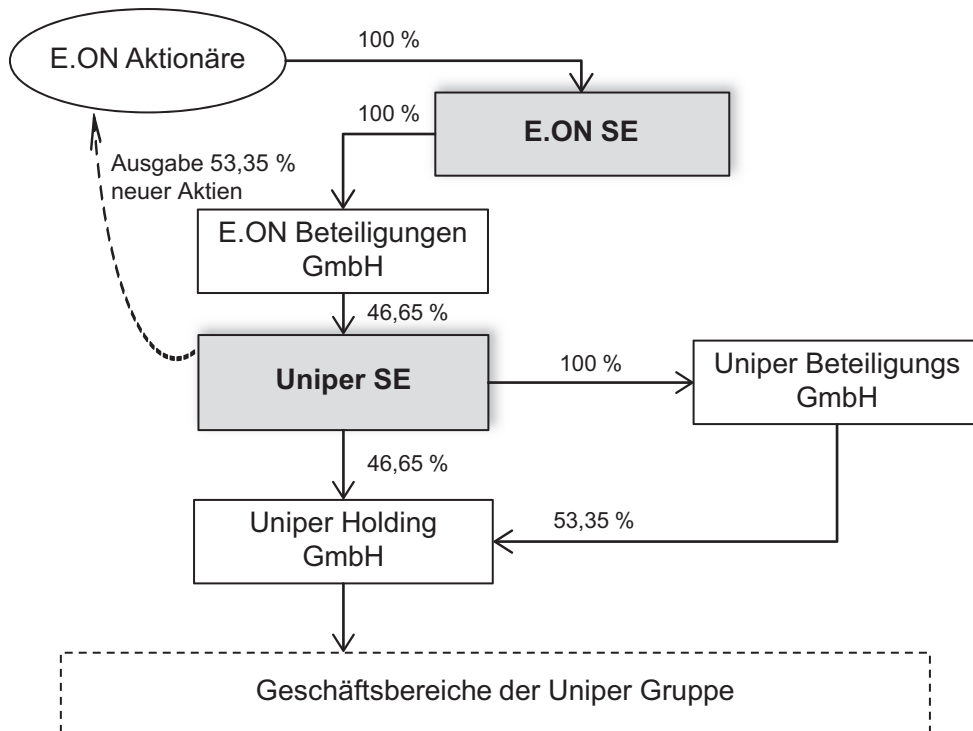 E.ON Aktionäre
100 %
E.ON SE
100 %
Ausgabe 53,35 %
neuer Aktien
E.ON Beteiligungen
GmbH
46,65 %
Uniper SE
100 %
Uniper Beteiligungs
GmbH
46,65 %
Uniper Holding
GmbH
53,35 %
Geschäftsbereiche der Uniper Gruppe